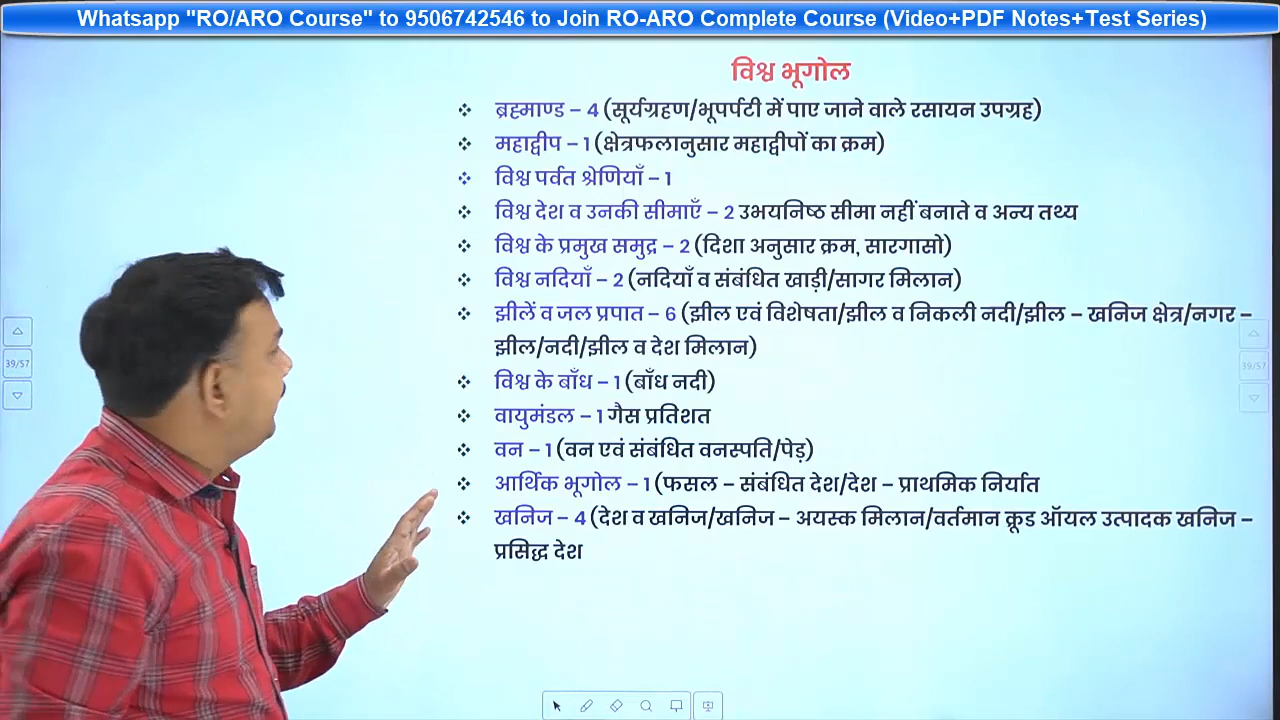 Whatsapp "RO/ARO Course" to 9506742546 to Join RO-ARO Complete Course (Video+PDF Notes+Test Series)
विश्व भूगोल
❖ ब्रह्माण्ड – 4 (सूर्यग्रहण/भूपर्पटी में पाए जाने वाले रसायन उपग्रह)
❖ महाद्वीप – 1 (क्षेत्रफलानुसार महाद्वीपों का क्रम)
❖ विश्व पर्वत श्रेणियाँ – 1
❖ विश्व देश व उनकी सीमाएँ – 2 उभयनिष्ठ सीमा नहीं बनाते व अन्य तथ्य
❖ विश्व के प्रमुख समुद्र – 2 (दिशा अनुसार क्रम, सारगासो)
❖ विश्व नदियाँ – 2 (नदियाँ व संबंधित खाड़ी/सागर मिलान)
❖ झीलें व जल प्रपात – 6 (झील एवं विशेषता/झील व निकली नदी/झील – खनिज क्षेत्र/नगर –
झील/नदी/झील व देश मिलान)
❖ विश्व के बाँध – 1 (बाँध नदी)
❖ वायुमंडल – 1 गैस प्रतिशत
❖ वन – 1 (वन एवं संबंधित वनस्पति/पेड़)
❖ आर्थिक भूगोल – 1 (फसल – संबंधित देश/देश – प्राथमिक निर्यात
❖ खनिज – 4 (देश व खनिज/खनिज – अयस्क मिलान/वर्तमान क्रूड ऑयल उत्पादक खनिज –
प्रसिद्ध देश
39/57
39/57